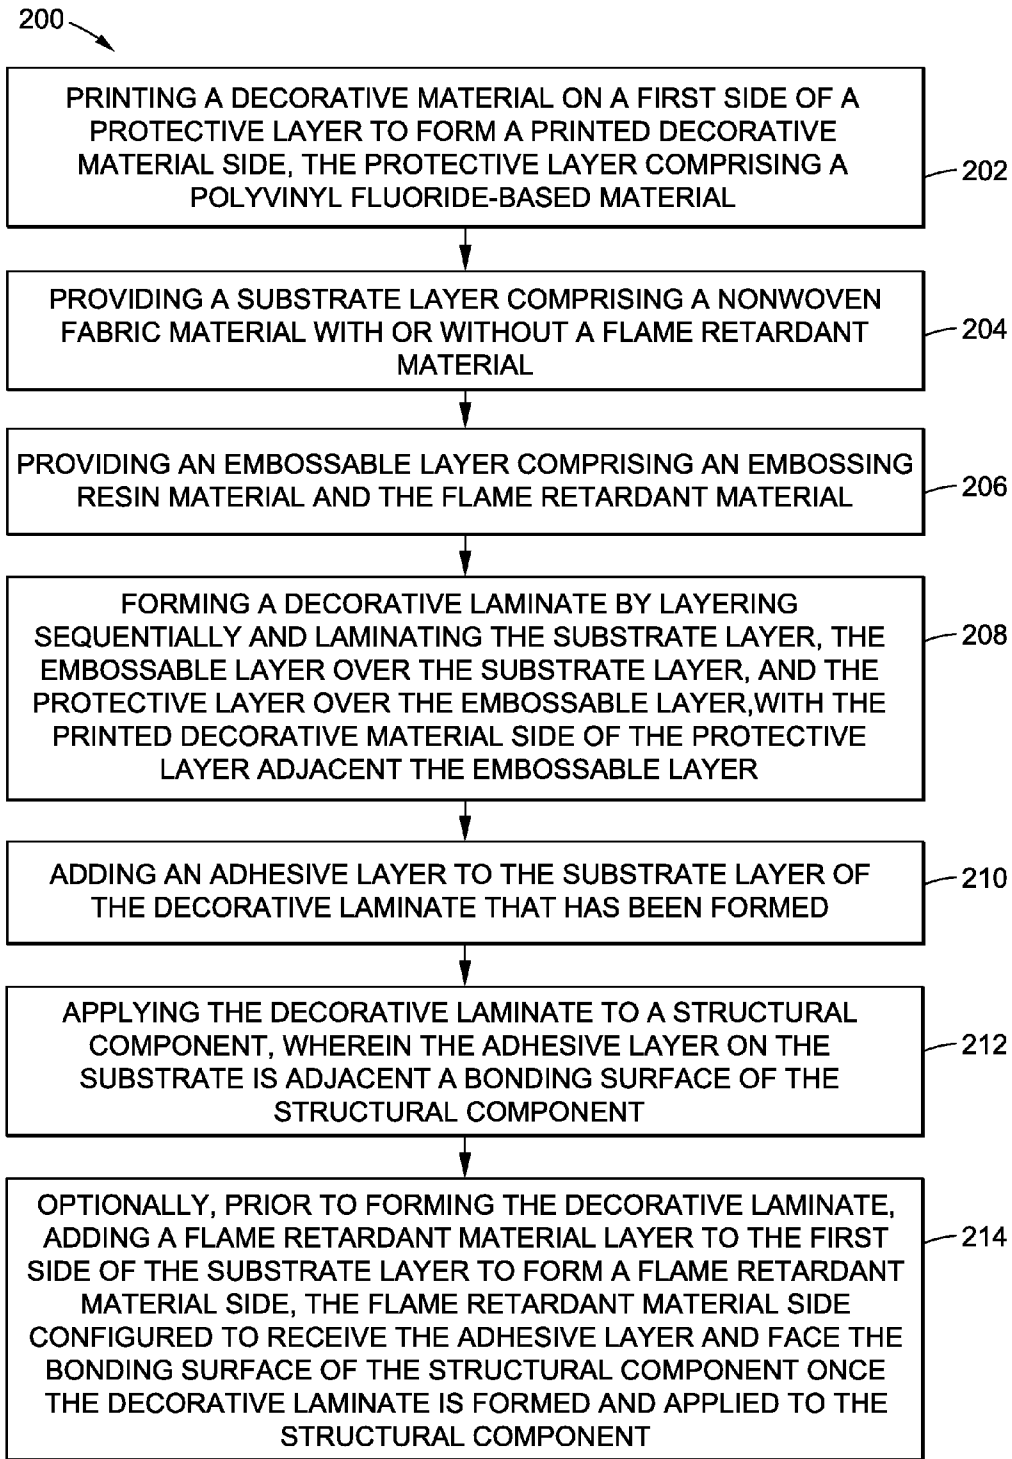 200
PRINTING A DECORATIVE MATERIAL ON A FIRST SIDE OF A
PROTECTIVE LAYER TO FORM A PRINTED DECORATIVE
MATERIAL SIDE, THE PROTECTIVE LAYER COMPRISING A
POLYVINYL FLUORIDE-BASED MATERIAL
202
PROVIDING A SUBSTRATE LAYER COMPRISING A NONWOVEN
FABRIC MATERIAL WITH OR WITHOUT A FLAME RETARDANT
MATERIAL
204
PROVIDING AN EMBOSSABLE LAYER COMPRISING AN EMBOSSING
RESIN MATERIAL AND THE FLAME RETARDANT MATERIAL
206
FORMING A DECORATIVE LAMINATE BY LAYERING
SEQUENTIALLY AND LAMINATING THE SUBSTRATE LAYER, THE
EMBOSSABLE LAYER OVER THE SUBSTRATE LAYER, AND THE
PROTECTIVE LAYER OVER THE EMBOSSABLE LAYER,WITH THE
PRINTED DECORATIVE MATERIAL SIDE OF THE PROTECTIVE
LAYER ADJACENT THE EMBOSSABLE LAYER
208
ADDING AN ADHESIVE LAYER TO THE SUBSTRATE LAYER OF
THE DECORATIVE LAMINATE THAT HAS BEEN FORMED
210
APPLYING THE DECORATIVE LAMINATE TO A STRUCTURAL
COMPONENT, WHEREIN THE ADHESIVE LAYER ON THE
SUBSTRATE IS ADJACENT A BONDING SURFACE OF THE
STRUCTURAL COMPONENT
212
OPTIONALLY, PRIOR TO FORMING THE DECORATIVE LAMINATE,
ADDING A FLAME RETARDANT MATERIAL LAYER TO THE FIRST
SIDE OF THE SUBSTRATE LAYER TO FORM A FLAME RETARDANT
MATERIAL SIDE, THE FLAME RETARDANT MATERIAL SIDE
CONFIGURED TO RECEIVE THE ADHESIVE LAYER AND FACE THE
BONDING SURFACE OF THE STRUCTURAL COMPONENT ONCE
THE DECORATIVE LAMINATE IS FORMED AND APPLIED TO THE
STRUCTURAL COMPONENT
214